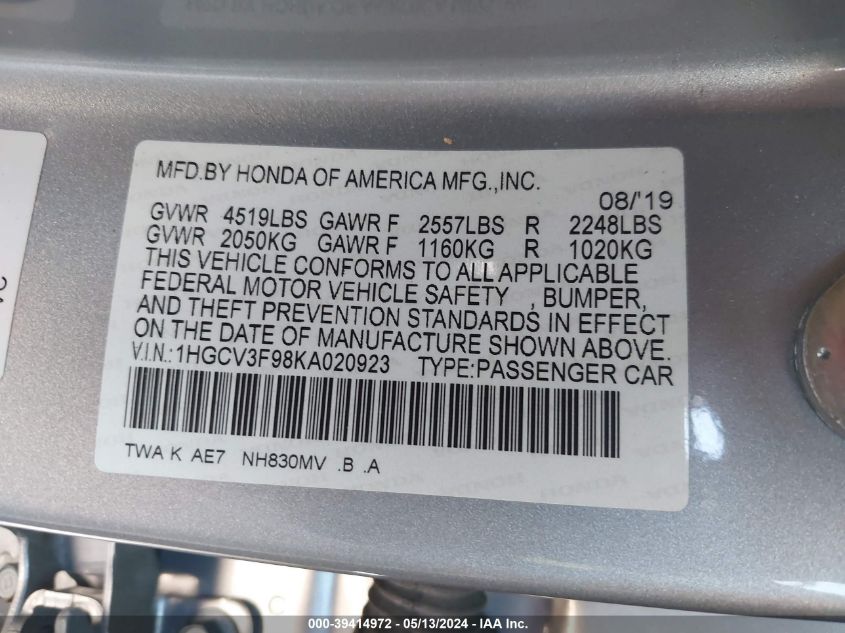 MFD.BY HONDA OF AMERICA MFG.,INC.
08/'19
GVWR 4519LBS GAWR F 2557LBS R 2248LBS
GVWR 2050KG GAWR F 1160KG R 1020KG
THIS VEHICLE CONFORMS TO ALL APPLICABLE
FEDERAL MOTOR VEHICLE SAFETY , BUMPER,
AND THEFT PREVENTION STANDARDS IN EFFECT
ON THE DATE OF MANUFACTURE SHOWN ABOVE.
V.I.N.:1HGCV3F98KA020923 TYPE:PASSENGER CAR
TWA K AE7 NH830MV .B .A
000-39414972 - 05/13/2024 - IAA Inc.